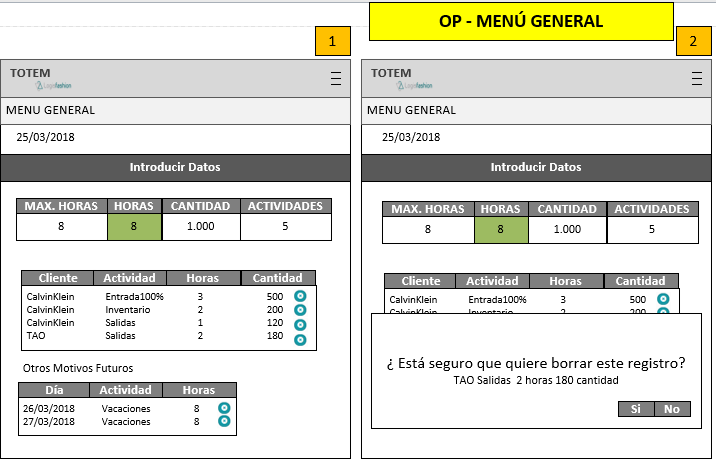 OP - MENÚ GENERAL
1
TOTEM
Logifashion
MENU GENERAL
25/03/2018
Introducir Datos
MAX. HORAS HORAS CANTIDAD ACTIVIDADES
8 8 1.000 5
Cliente Actividad Horas Cantidad
CalvinKlein Entrada100% 3 500
CalvinKlein Inventario 2 200
CalvinKlein Salidas 1 120
TAO Salidas 2 180
Otros Motivos Futuros
Día Actividad Horas
26/03/2018 Vacaciones 8
27/03/2018 Vacaciones 8
2
TOTEM
Logifashion
MENU GENERAL
25/03/2018
Introducir Datos
MAX. HORAS HORAS CANTIDAD ACTIVIDADES
8 8 1.000 5
Cliente Actividad Horas Cantidad
CalvinKlein Entrada100% 3 500
CalvinKlein Inventario 2 200
¿ Está seguro que quiere borrar este registro?
TAO Salidas 2 horas 180 cantidad
Si No